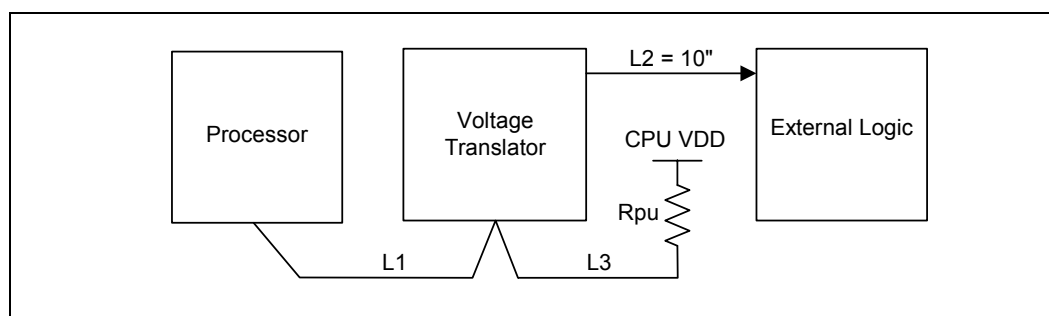 L2 = 10"
Processor
Voltage
Translator
External Logic
CPU VDD
Rpu
L1
L3